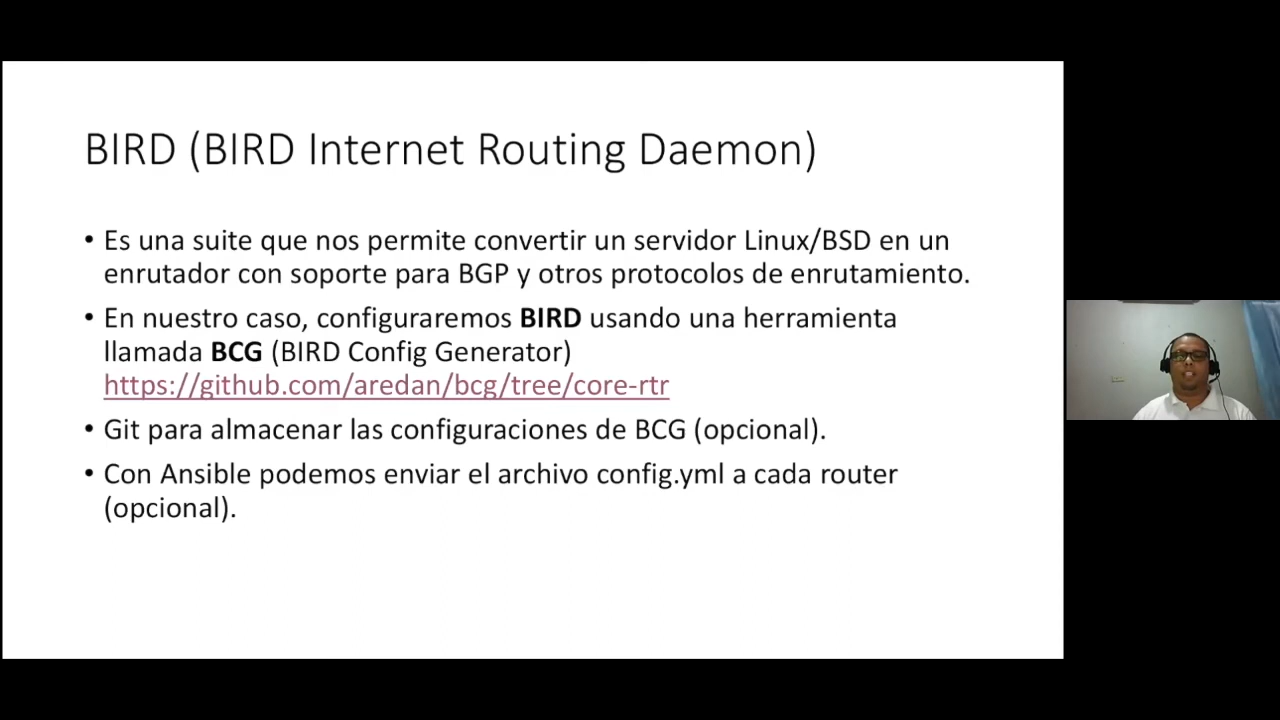 BIRD (BIRD Internet Routing Daemon)
• Es una suite que nos permite convertir un servidor Linux/BSD en un
enrutador con soporte para BGP y otros protocolos de enrutamiento.
• En nuestro caso, configuraremos BIRD usando una herramienta
llamada BCG (BIRD Config Generator)
https://github.com/aredan/bcg/tree/core-rtr
• Git para almacenar las configuraciones de BCG (opcional).
• Con Ansible podemos enviar el archivo config.yml a cada router
(opcional).